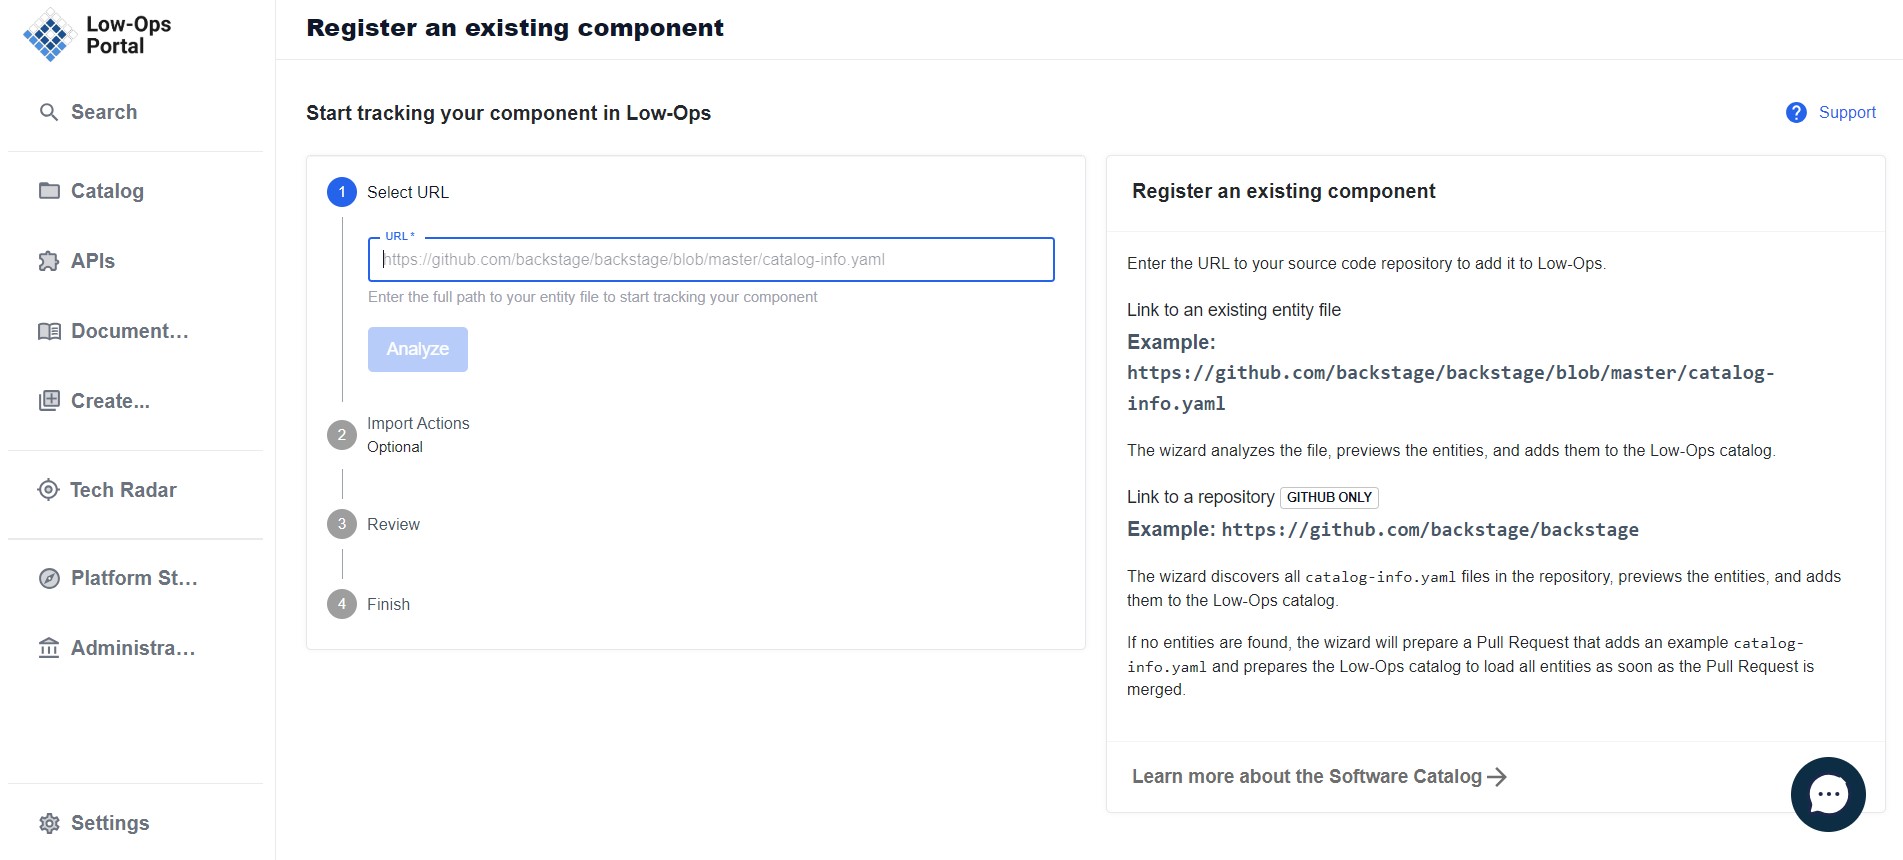 Low-Ops
Portal
Search
Catalog
APIs
Document...
Create...
Tech Radar
Platform St...
Administra...
Settings
Register an existing component
Start tracking your component in Low-Ops
Support
1 Select URL
URL *
https://github.com/backstage/backstage/blob/master/catalog-info.yaml
Enter the full path to your entity file to start tracking your component
Analyze
2 Import Actions
Optional
3 Review
4 Finish
Register an existing component
Enter the URL to your source code repository to add it to Low-Ops.
Link to an existing entity file
Example:
https://github.com/backstage/backstage/blob/master/catalog-
info.yaml
The wizard analyzes the file, previews the entities, and adds them to the Low-Ops catalog.
Link to a repository GITHUB ONLY
Example: https://github.com/backstage/backstage
The wizard discovers all catalog-info.yaml files in the repository, previews the entities, and adds
them to the Low-Ops catalog.
If no entities are found, the wizard will prepare a Pull Request that adds an example catalog-
info.yaml and prepares the Low-Ops catalog to load all entities as soon as the Pull Request is
merged.
Learn more about the Software Catalog